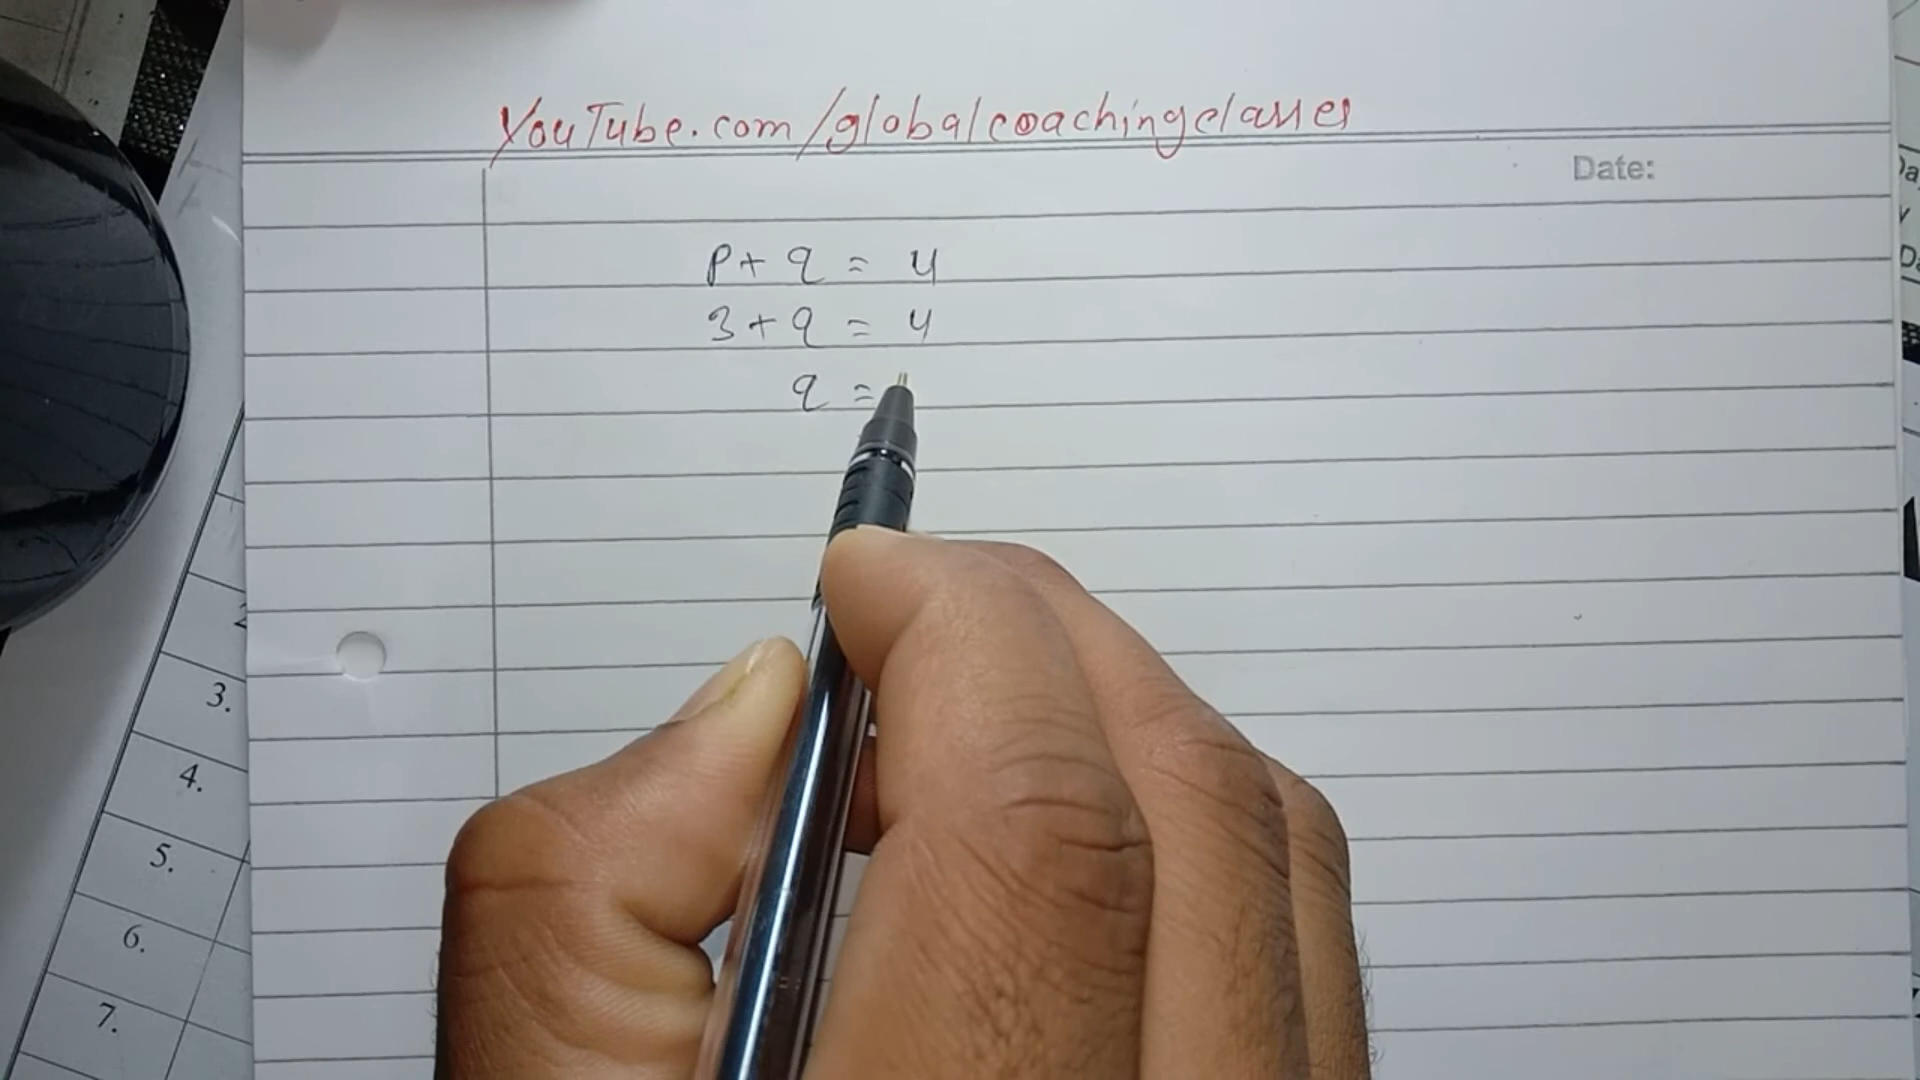 YouTube.com/globalcoachingclasses
Date:
p + q = 4
3 + q = 4
q =
3.
4.
5.
6.
7.